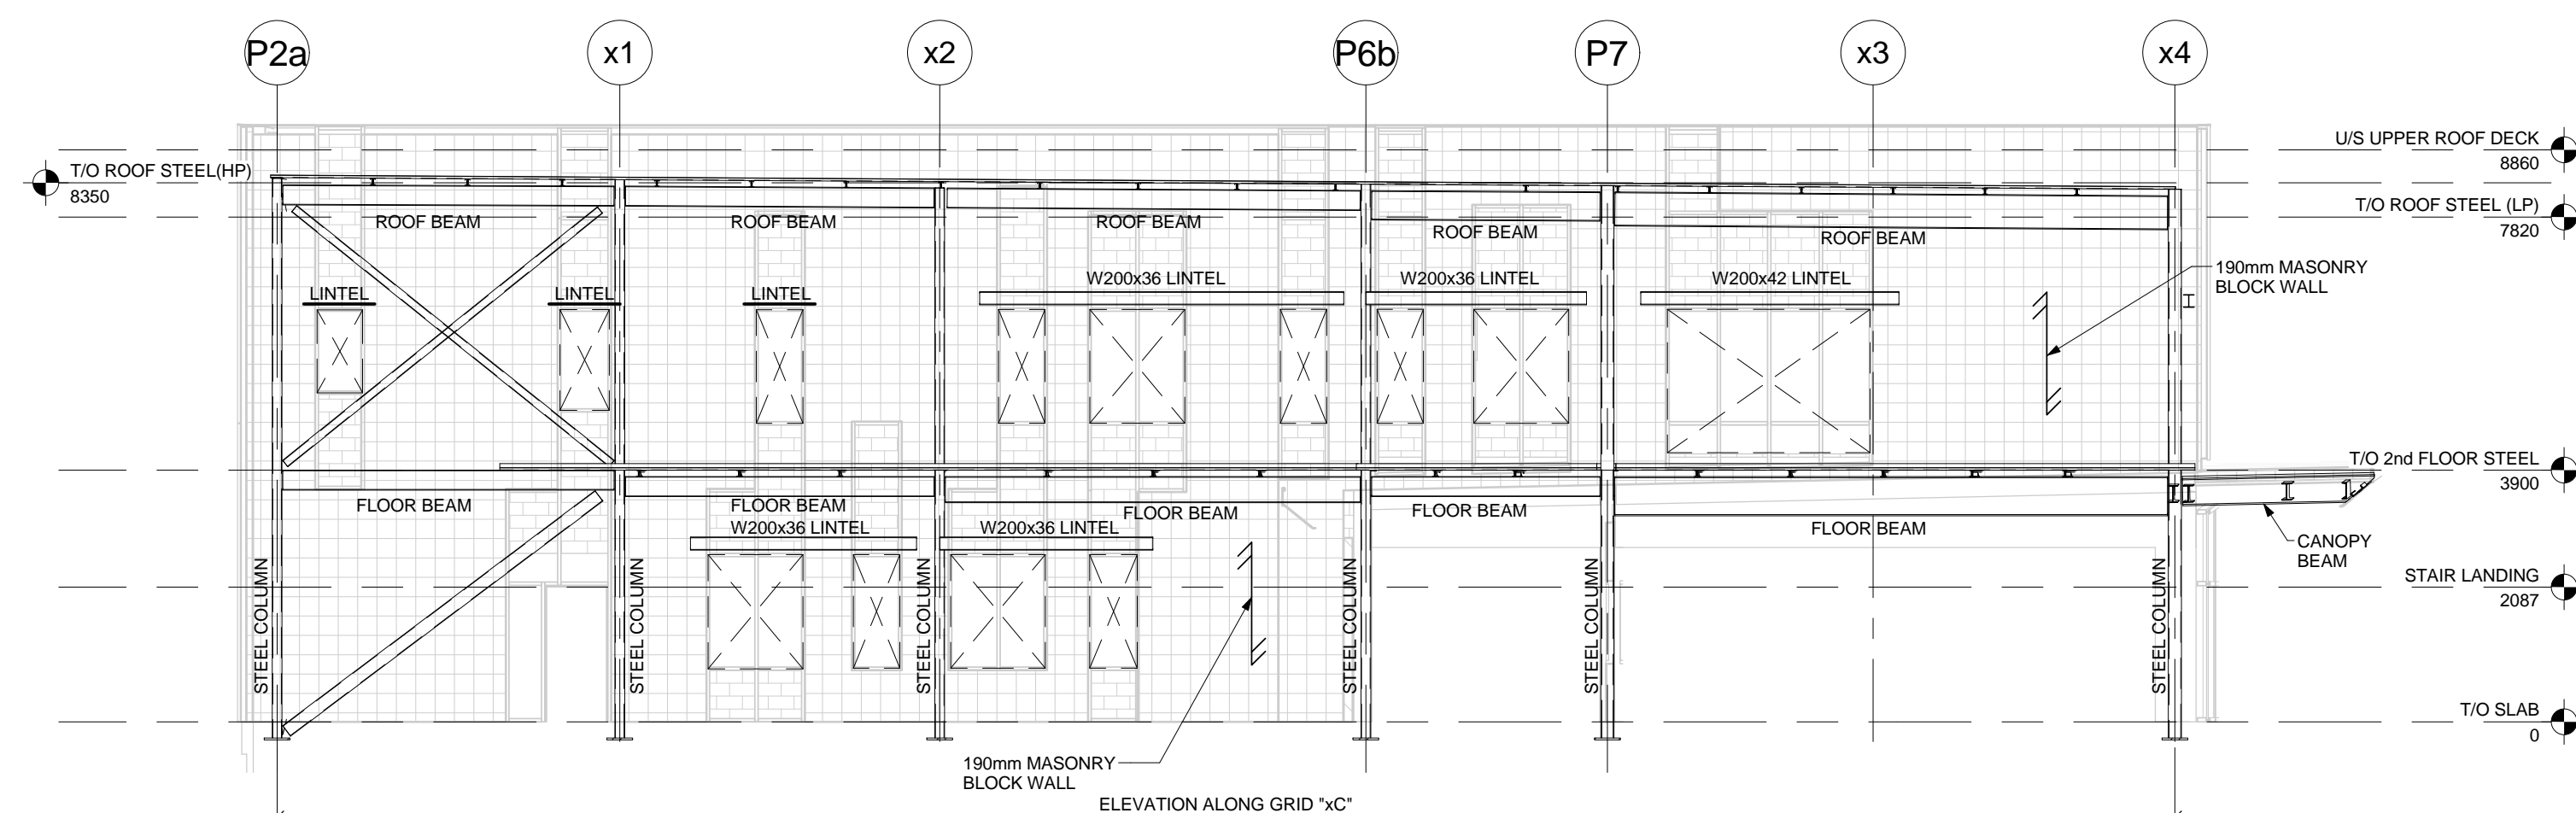 P2a x1 x2 P6b P7 x3 x4
U/S UPPER ROOF DECK
8860
T/O ROOF STEEL(HP)
8350
T/O ROOF STEEL (LP)
7820
ROOF BEAM ROOF BEAM ROOF BEAM ROOF BEAM ROOF BEAM
190mm MASONRY
BLOCK WALL
LINTEL LINTEL LINTEL W200x36 LINTEL W200x36 LINTEL W200x42 LINTEL
T/O 2nd FLOOR STEEL
3900
FLOOR BEAM FLOOR BEAM FLOOR BEAM FLOOR BEAM FLOOR BEAM
W200x36 LINTEL W200x36 LINTEL
CANOPY
BEAM
STEEL COLUMN STEEL COLUMN STEEL COLUMN STEEL COLUMN STEEL COLUMN STEEL COLUMN
STAIR LANDING
2087
T/O SLAB
0
190mm MASONRY
BLOCK WALL
ELEVATION ALONG GRID "xC"